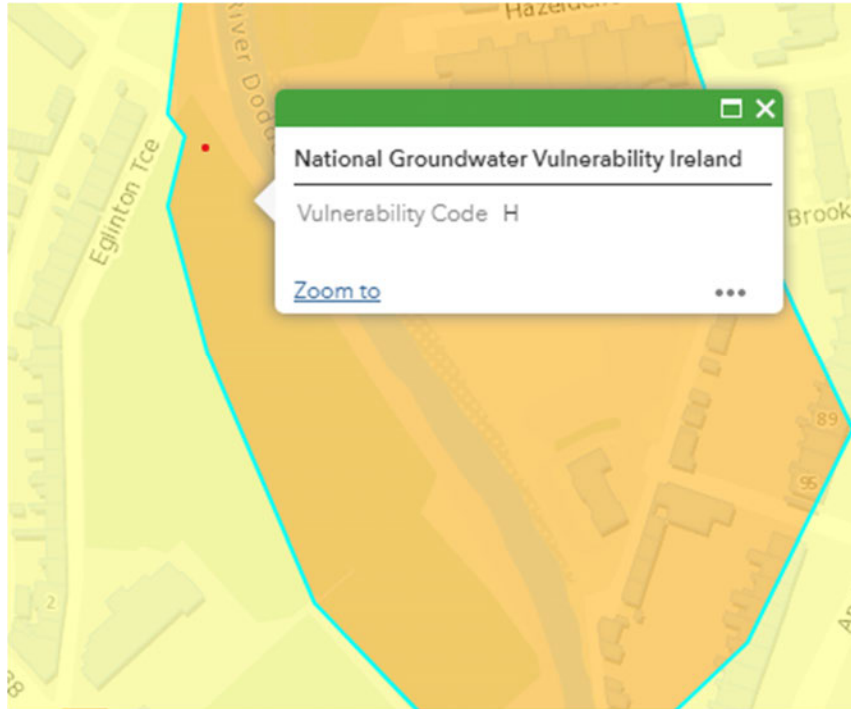 River Dodd
National Groundwater Vulnerability Ireland
Vulnerability Code H
Zoom to
Eglinton Tce
Brook
89
95
2